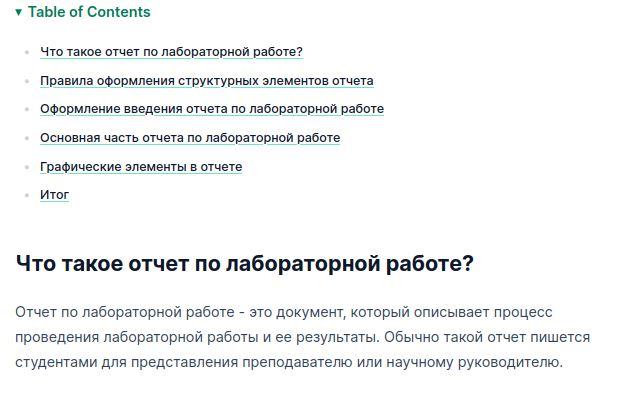 ▾ Table of Contents
Что такое отчет по лабораторной работе?
Правила оформления структурных элементов отчета
Оформление введения отчета по лабораторной работе
Основная часть отчета по лабораторной работе
Графические элементы в отчете
Итог
Что такое отчет по лабораторной работе?
Отчет по лабораторной работе - это документ, который описывает процесс
проведения лабораторной работы и ее результаты. Обычно такой отчет пишется
студентами для представления преподавателю или научному руководителю.